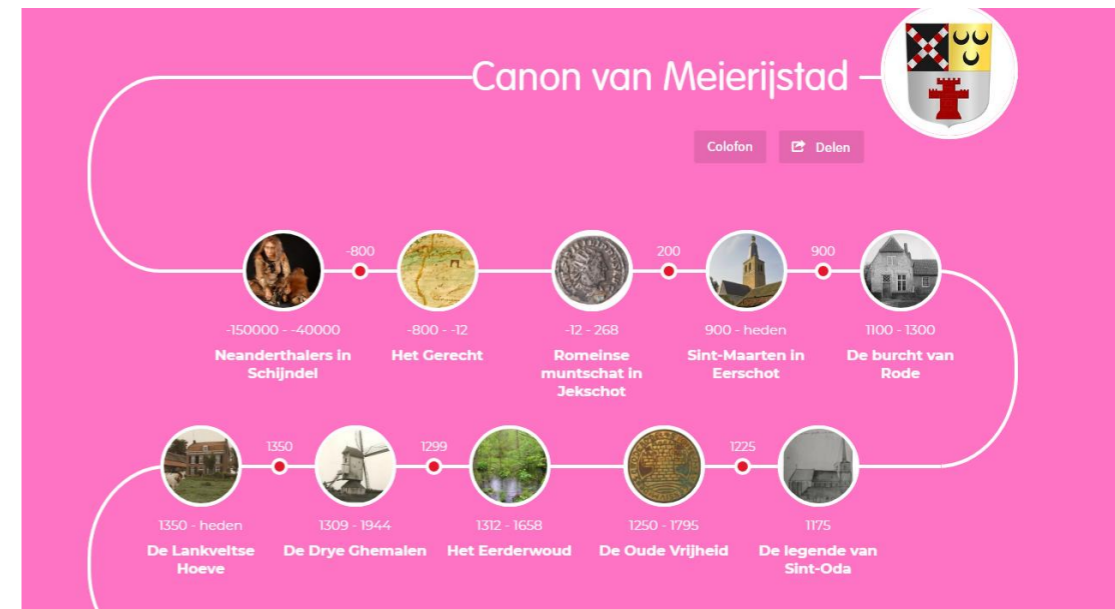 Canon van Meierijstad
Colofon
Delen
-800
200
900
-150000 - -40000
-800 - -12
-12 - 268
900 - heden
1100 - 1300
Neanderthalers in
Schijndel
Het Gerecht
Romeinse
muntschat in
Jekschot
Sint-Maarten in
Eerschot
De burcht van
Rode
1350
1299
1225
1350 - heden
1309 - 1944
1312 - 1658
1250 - 1795
1175
De Lankveltse
Hoeve
De Drye Ghemalen
Het Eerderwoud
De Oude Vrijheid
De legende van
Sint-Oda